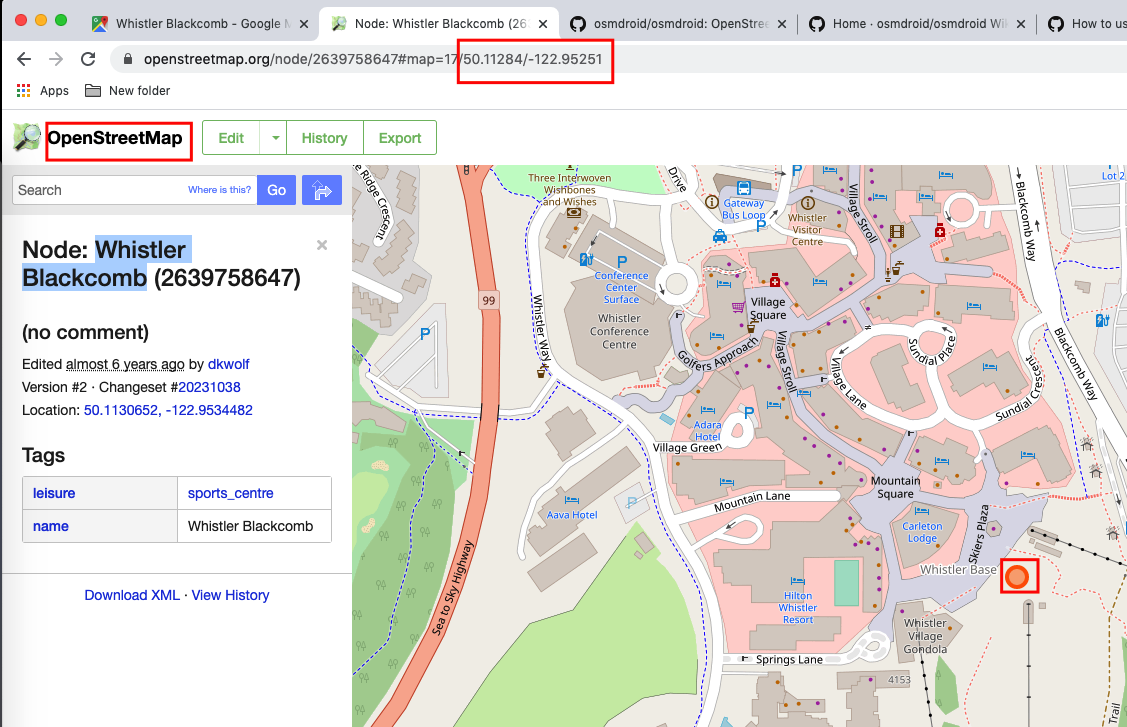 Whistler Blackcomb - Google M
Node: Whistler Blackcomb (26
osmdroid/osmdroid: OpenStree
Home · osmdroid/osmdroid Wik
How to us
openstreetmap.org/node/2639758647#map=17/50.11284/-122.95251
Apps
New folder
OpenStreetMap
Edit
History
Export
Search
Where is this?
Go
Node: Whistler
Blackcomb (2639758647)
(no comment)
Edited almost 6 years ago by dkwolf
Version #2 · Changeset #20231038
Location: 50.1130652, -122.9534482
Tags
leisure
sports_centre
name
Whistler Blackcomb
Download XML · View History
e Ridge Crescent
Three Interwoven
Wishbones
and Wishes
Drive
P
Gateway
Bus Loop
P
Village Stroll
Whistler
Visitor
Centre
Blackcomb Way
Lot 2
P
Conference
Center
Surface
99
Whistler Way
Whistler
Conference
Centre
Village
Square
P
Golfers Approach
Village Stroll
Village Lane
Sundial Place
Sundial Crescent
Blackcomb Way
Adara
Hotel
P
Village Green
Mountain
Square
Mountain Lane
P
Aava Hotel
Carleton
Lodge
Skiers Plaza
Sea to Sky Highway
Whistler Base
Hilton
Whistler
Resort
Whistler
Village
Gondola
Springs Lane
4153
Trail